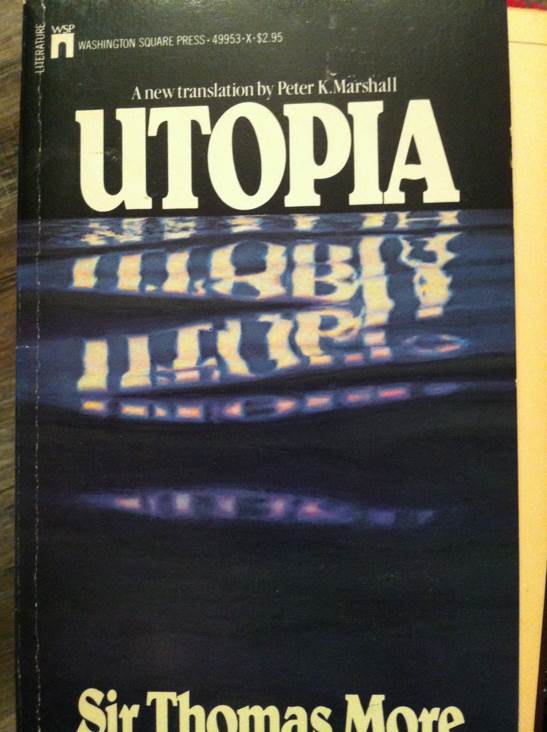 LITERATURE
WSP
WASHINGTON SQUARE PRESS·49953-X·$2.95
A new translation by Peter K. Marshall
UTOPIA
Sir Thomas More